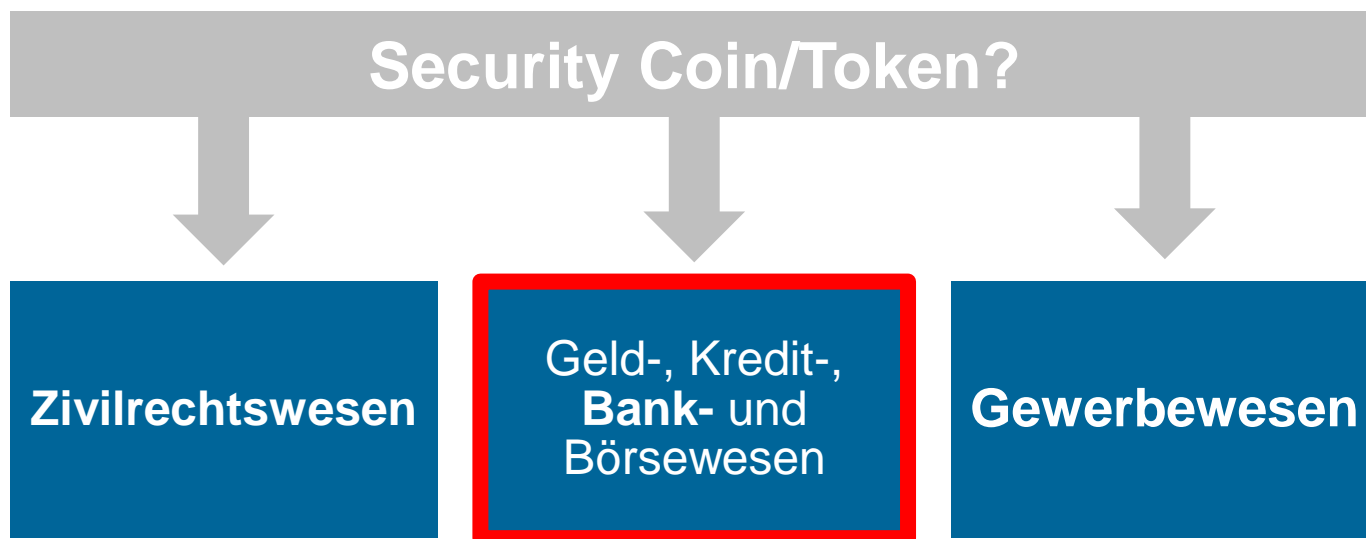 Security Coin/Token?
Zivilrechtswesen
Geld-, Kredit-,
Bank- und
Börsewesen
Gewerbewesen